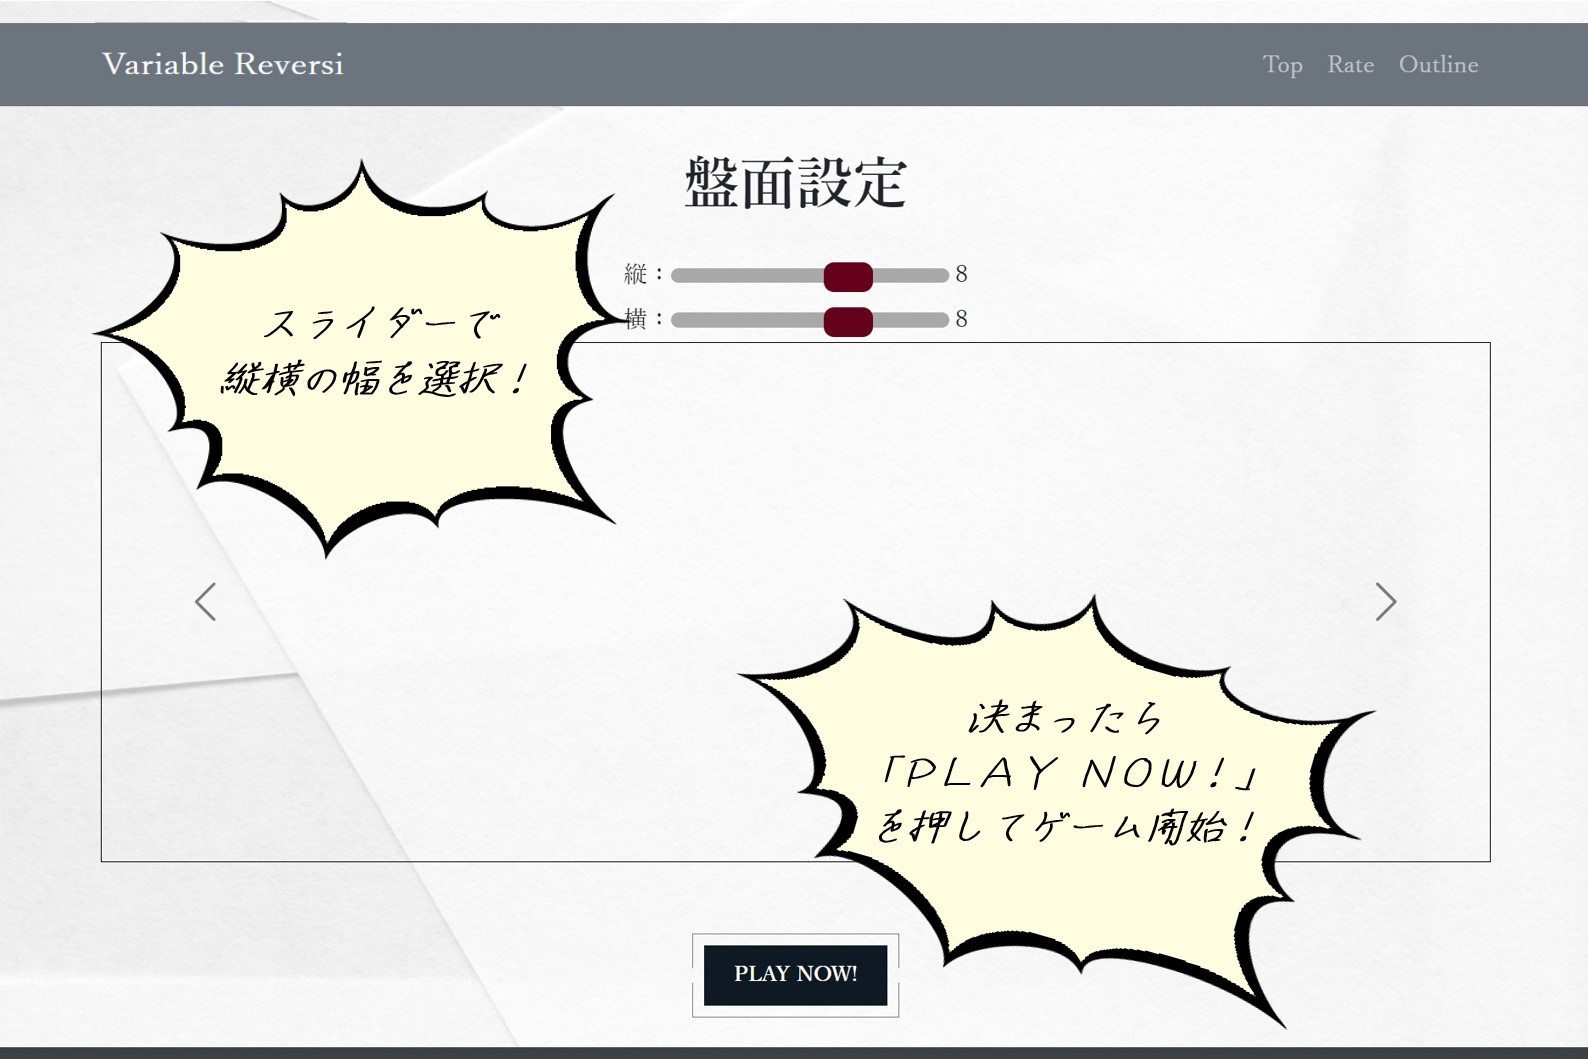 Variable Reversi
Top Rate Outline
盤面設定
縦： 8
横： 8
スライダーで
縦横の幅を選択！
決まったら
「PLAY NOW！」
を押してゲーム開始！
PLAY NOW!